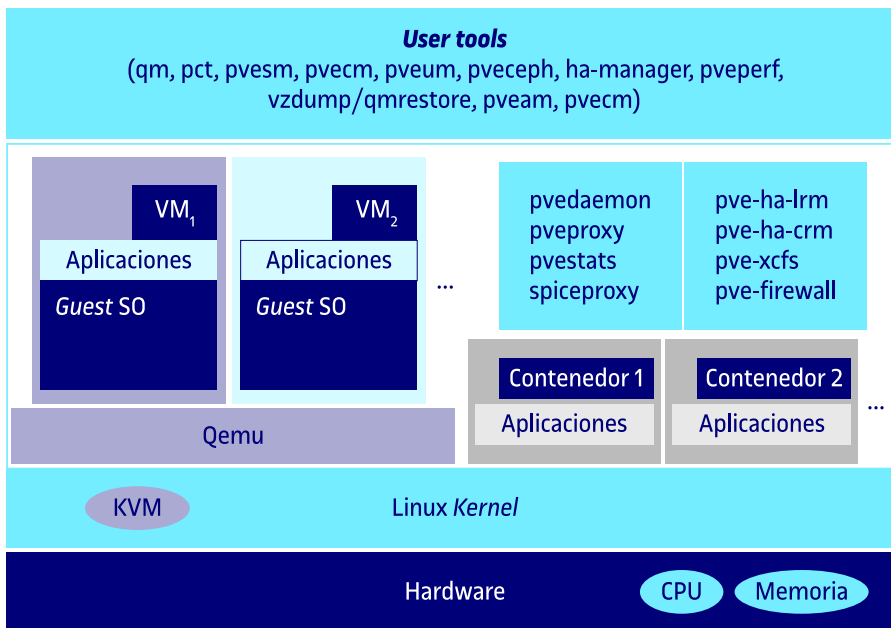 User tools
(qm, pct, pvesm, pvecm, pveum, pveceph, ha-manager, pveperf,
vzdump/qmrestore, pveam, pvecm)
VM1
Aplicaciones
Guest SO
VM2
Aplicaciones
Guest SO
...
pvedaemon
pveproxy
pvestats
spiceproxy
pve-ha-lrm
pve-ha-crm
pve-xcfs
pve-firewall
Contenedor 1
Aplicaciones
Contenedor 2
Aplicaciones
...
Qemu
KVM
Linux Kernel
Hardware
CPU
Memoria